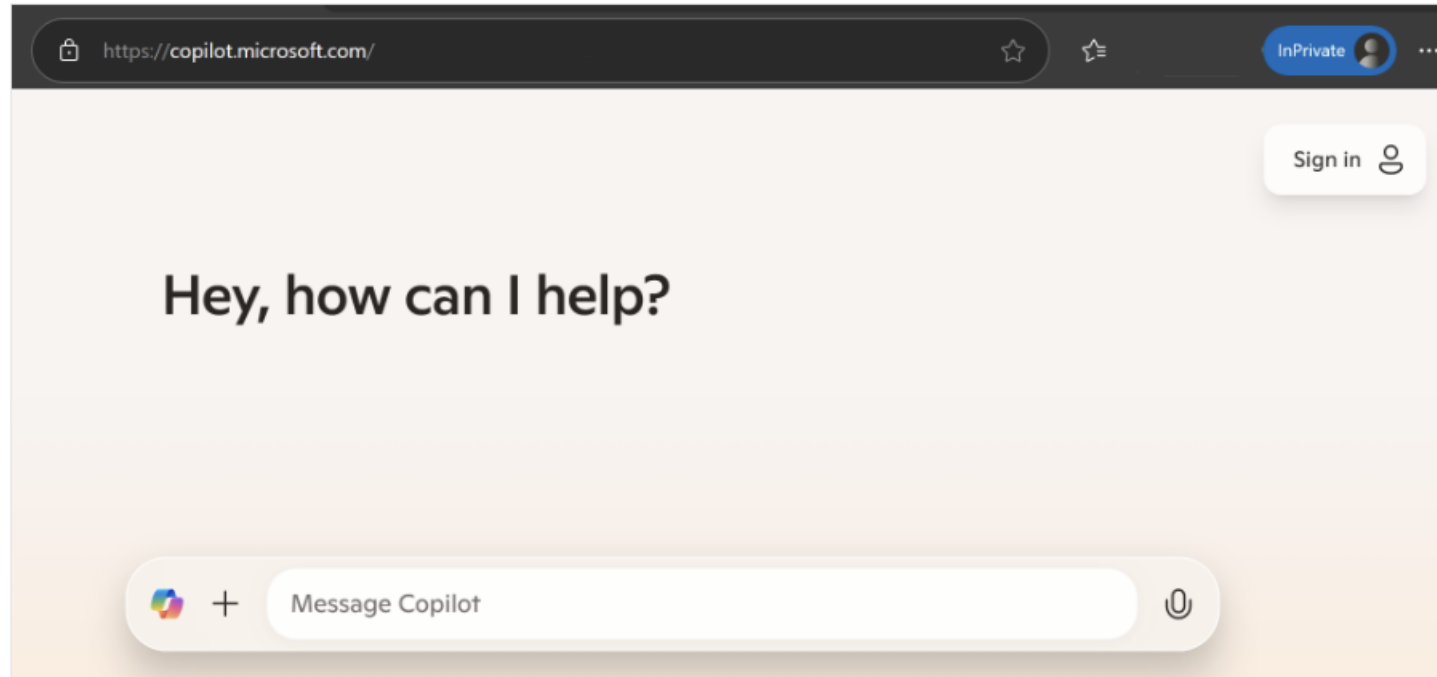 https://copilot.microsoft.com/
InPrivate
Sign in
Hey, how can I help?
Message Copilot